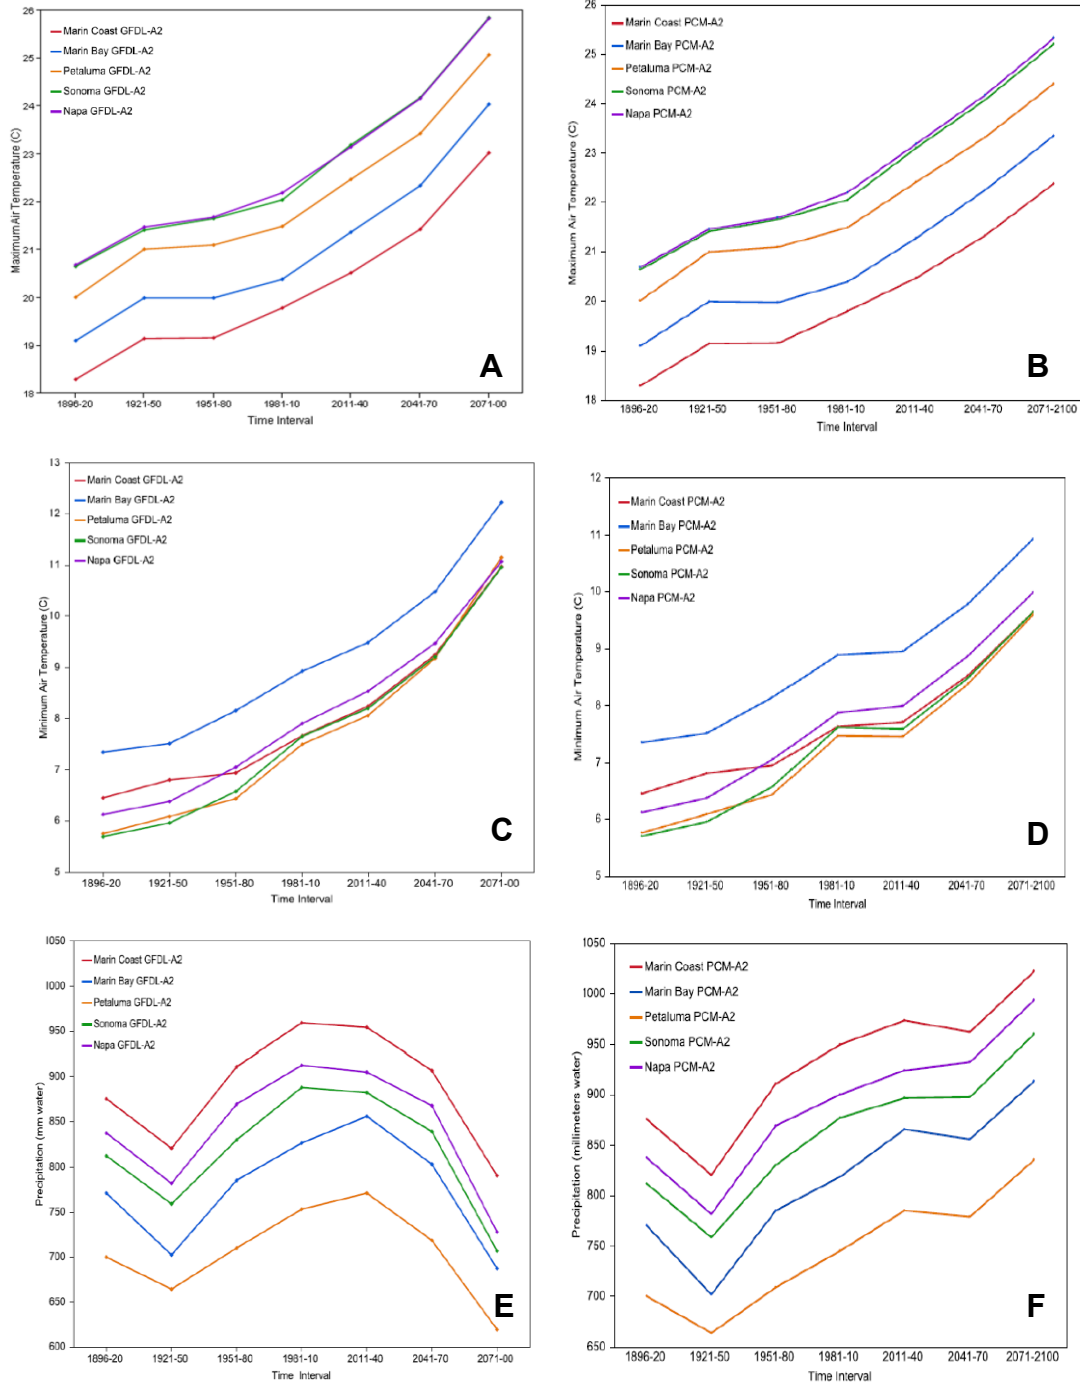 26
25
24
23
22
21
20
19
18
Maximum Air Temperature (C)
Marin Coast GFDL-A2
Marin Bay GFDL-A2
Petaluma GFDL-A2
Sonoma GFDL-A2
Napa GFDL-A2
A
1896-20 1921-50 1951-80 1981-10 2011-40 2041-70 2071-00
Time Interval
26
25
24
23
22
21
20
19
18
Maximum Air Temperature (C)
Marin Coast PCM-A2
Marin Bay PCM-A2
Petaluma PCM-A2
Sonoma PCM-A2
Napa PCM-A2
B
1896-20 1921-50 1951-80 1981-10 2011-40 2041-70 2071-2100
Time Interval
13
12
11
10
9
8
7
6
5
Minimum Air Temperature (C)
Marin Coast GFDL-A2
Marin Bay GFDL-A2
Petaluma GFDL-A2
Sonoma GFDL-A2
Napa GFDL-A2
C
1896-20 1921-50 1951-80 1981-10 2011-40 2041-70 2071-00
Time Interval
12
11
10
9
8
7
6
5
Minimum Air Temperature (C)
Marin Coast PCM-A2
Marin Bay PCM-A2
Petaluma PCM-A2
Sonoma PCM-A2
Napa PCM-A2
D
1896-20 1921-50 1951-80 1981-10 2011-40 2041-70 2071-2100
Time Interval
1050
1000
950
900
850
800
750
700
650
600
Precipitation (mm water)
Marin Coast GFDL-A2
Marin Bay GFDL-A2
Petaluma GFDL-A2
Sonoma GFDL-A2
Napa GFDL-A2
E
1896-20 1921-50 1951-80 1981-10 2011-40 2041-70 2071-00
Time Interval
1050
1000
950
900
850
800
750
700
650
Precipitation (millimeters water)
Marin Coast PCM-A2
Marin Bay PCM-A2
Petaluma PCM-A2
Sonoma PCM-A2
Napa PCM-A2
F
1896-20 1921-50 1951-80 1981-10 2011-40 2041-70 2071-2100
Time Interval